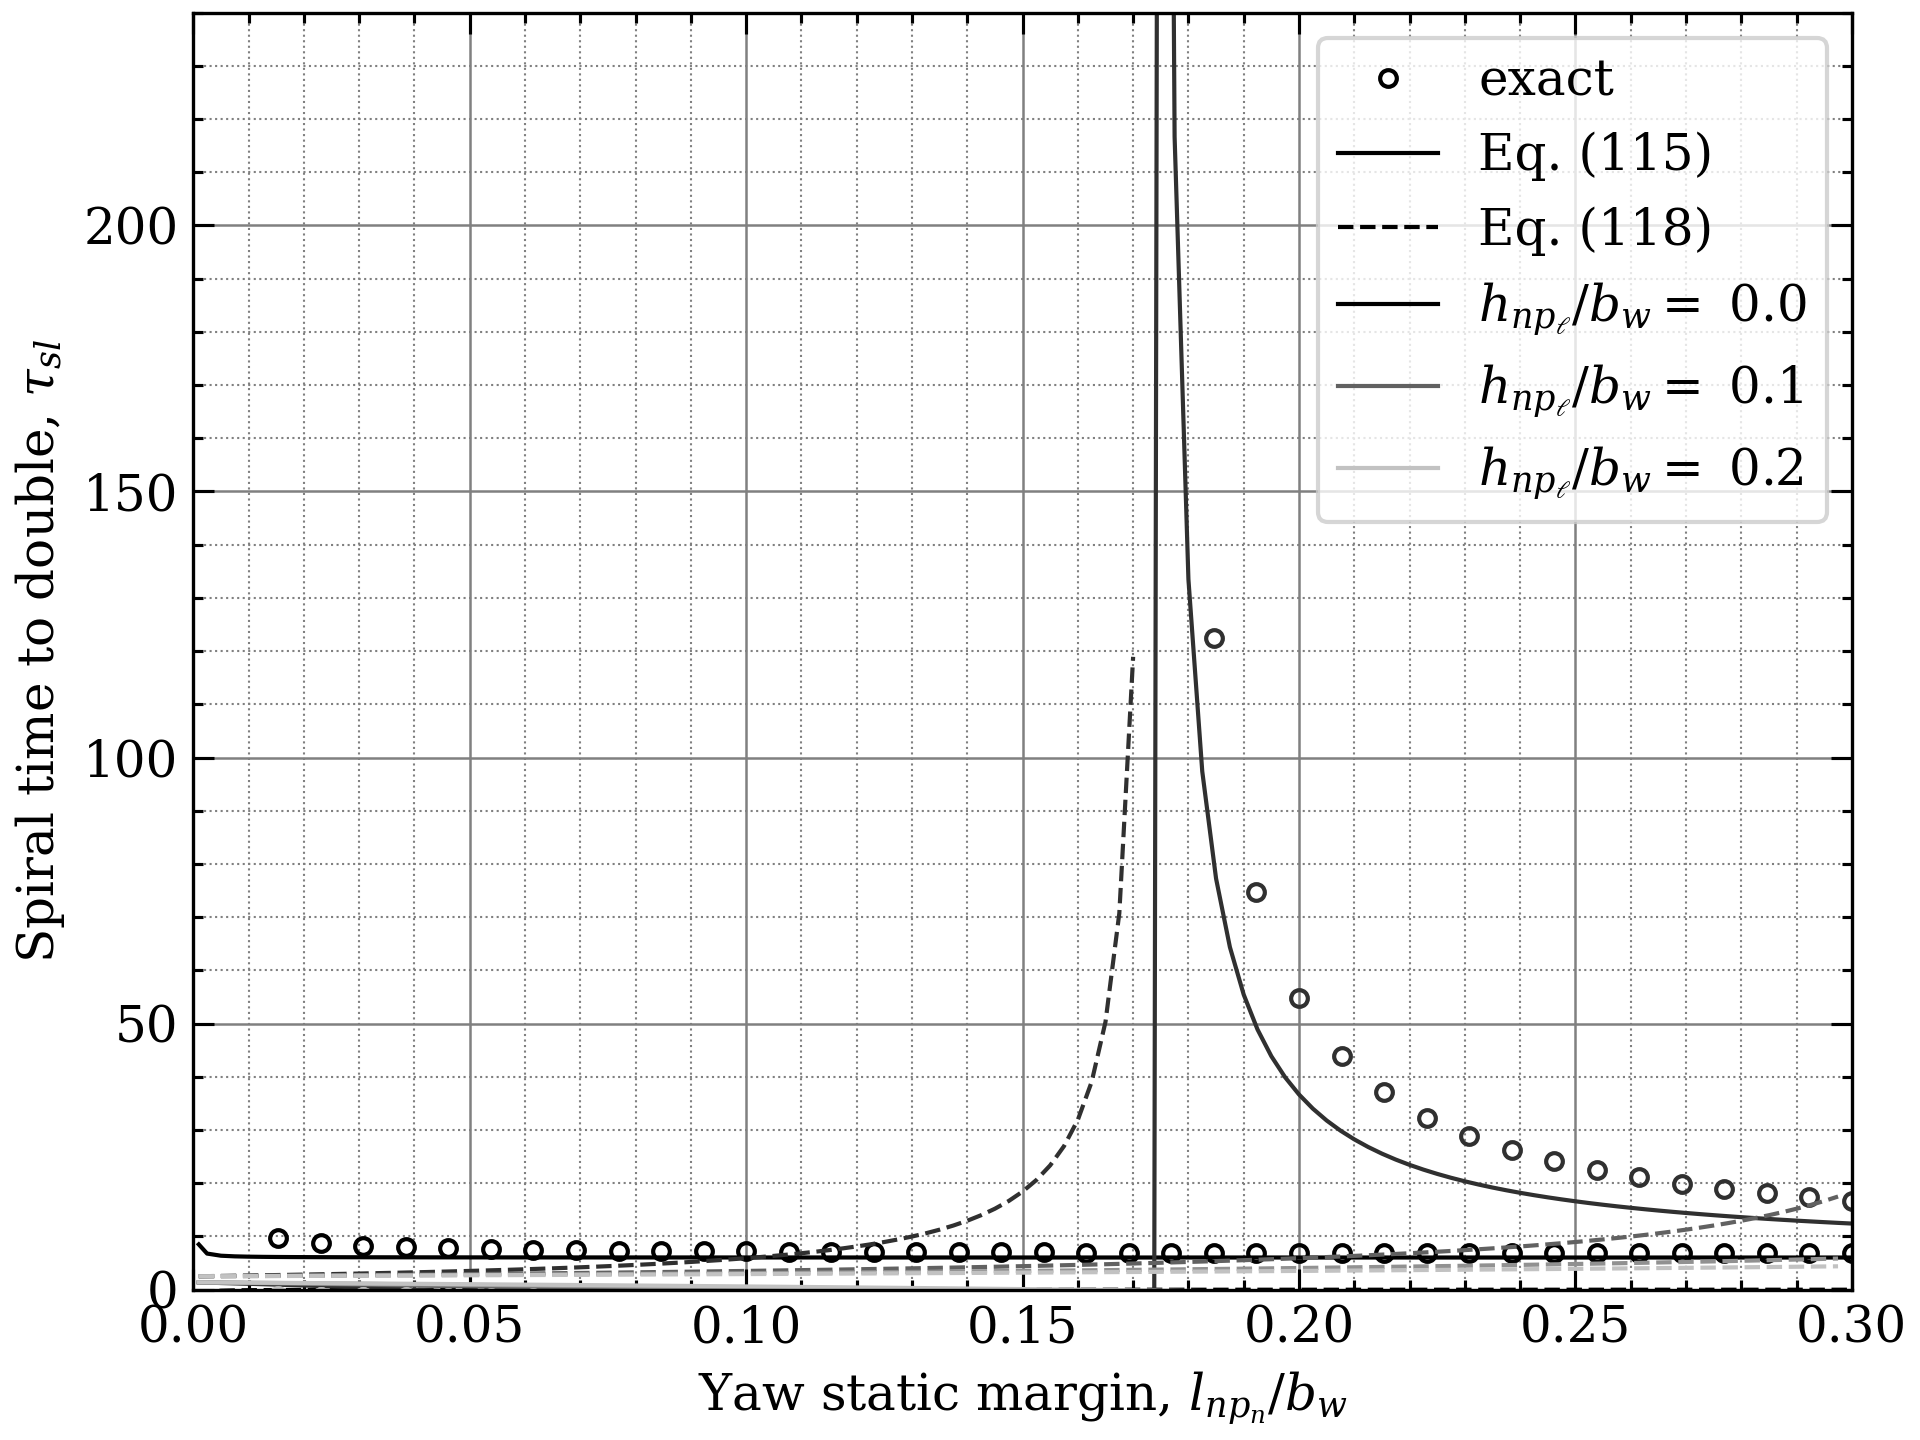 exact
Eq. (115)
Eq. (118)
h_{np_ℓ}/b_w = 0.0
h_{np_ℓ}/b_w = 0.1
h_{np_ℓ}/b_w = 0.2
200
150
100
50
0
Spiral time to double, τ_{sl}
0.00 0.05 0.10 0.15 0.20 0.25 0.30
Yaw static margin, l_{np_n}/b_w